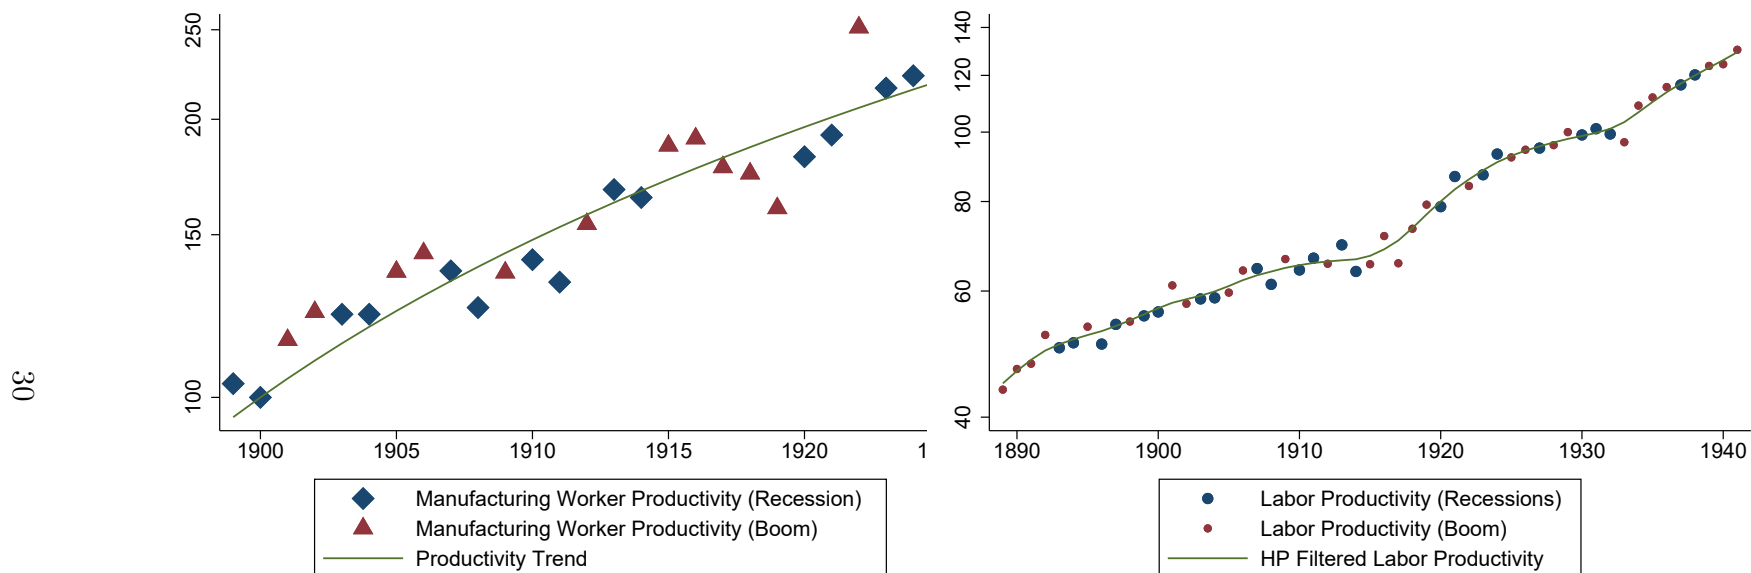 250
200
150
100
1900 1905 1910 1915 1920 1
Manufacturing Worker Productivity (Recession)
Manufacturing Worker Productivity (Boom)
Productivity Trend
140
120
100
80
60
40
1890 1900 1910 1920 1930 1940
Labor Productivity (Recessions)
Labor Productivity (Boom)
HP Filtered Labor Productivity
30